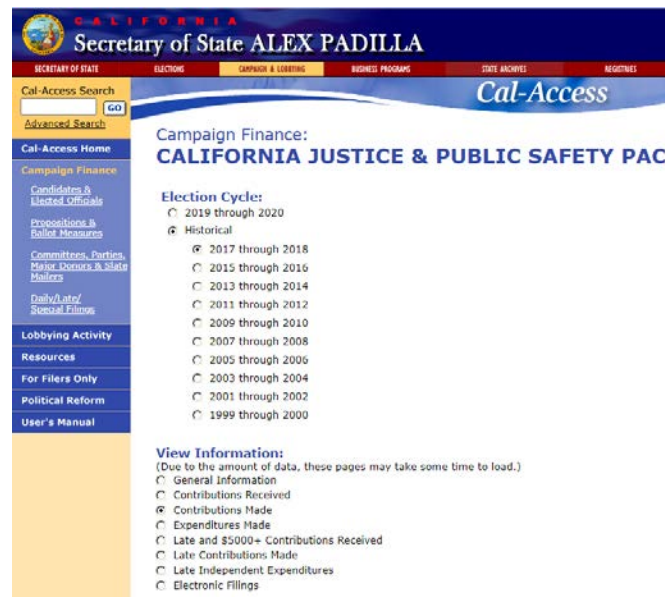 CALIFORNIA
Secretary of State ALEX PADILLA
SECRETARY OF STATE ELECTIONS CAMPAIGN & LOBBYING BUSINESS PROGRAMS STATE ARCHIVES REGISTRIES
Cal-Access Search
GO
Advanced Search
Cal-Access Home
Campaign Finance
Candidates &
Elected Officials
Propositions &
Ballot Measures
Committees, Parties,
Major Donors & Slate
Mailers
Daily/Late/
Special Filings
Lobbying Activity
Resources
For Filers Only
Political Reform
User's Manual
Cal-Access
Campaign Finance:
CALIFORNIA JUSTICE & PUBLIC SAFETY PAC
Election Cycle:
2019 through 2020
Historical
2017 through 2018
2015 through 2016
2013 through 2014
2011 through 2012
2009 through 2010
2007 through 2008
2005 through 2006
2003 through 2004
2001 through 2002
1999 through 2000
View Information:
(Due to the amount of data, these pages may take some time to load.)
General Information
Contributions Received
Contributions Made
Expenditures Made
Late and $5000+ Contributions Received
Late Contributions Made
Late Independent Expenditures
Electronic Filings